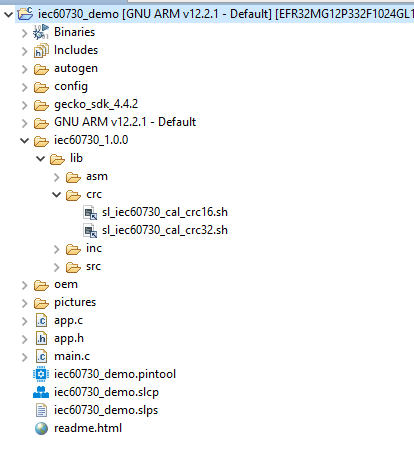 iec60730_demo [GNU ARM v12.2.1 - Default] [EFR32MG12P332F1024GL1
Binaries
Includes
autogen
config
gecko_sdk_4.4.2
GNU ARM v12.2.1 - Default
iec60730_1.0.0
lib
asm
crc
sl_iec60730_cal_crc16.sh
sl_iec60730_cal_crc32.sh
inc
src
oem
pictures
app.c
app.h
main.c
iec60730_demo.pintool
iec60730_demo.slcp
iec60730_demo.slps
readme.html